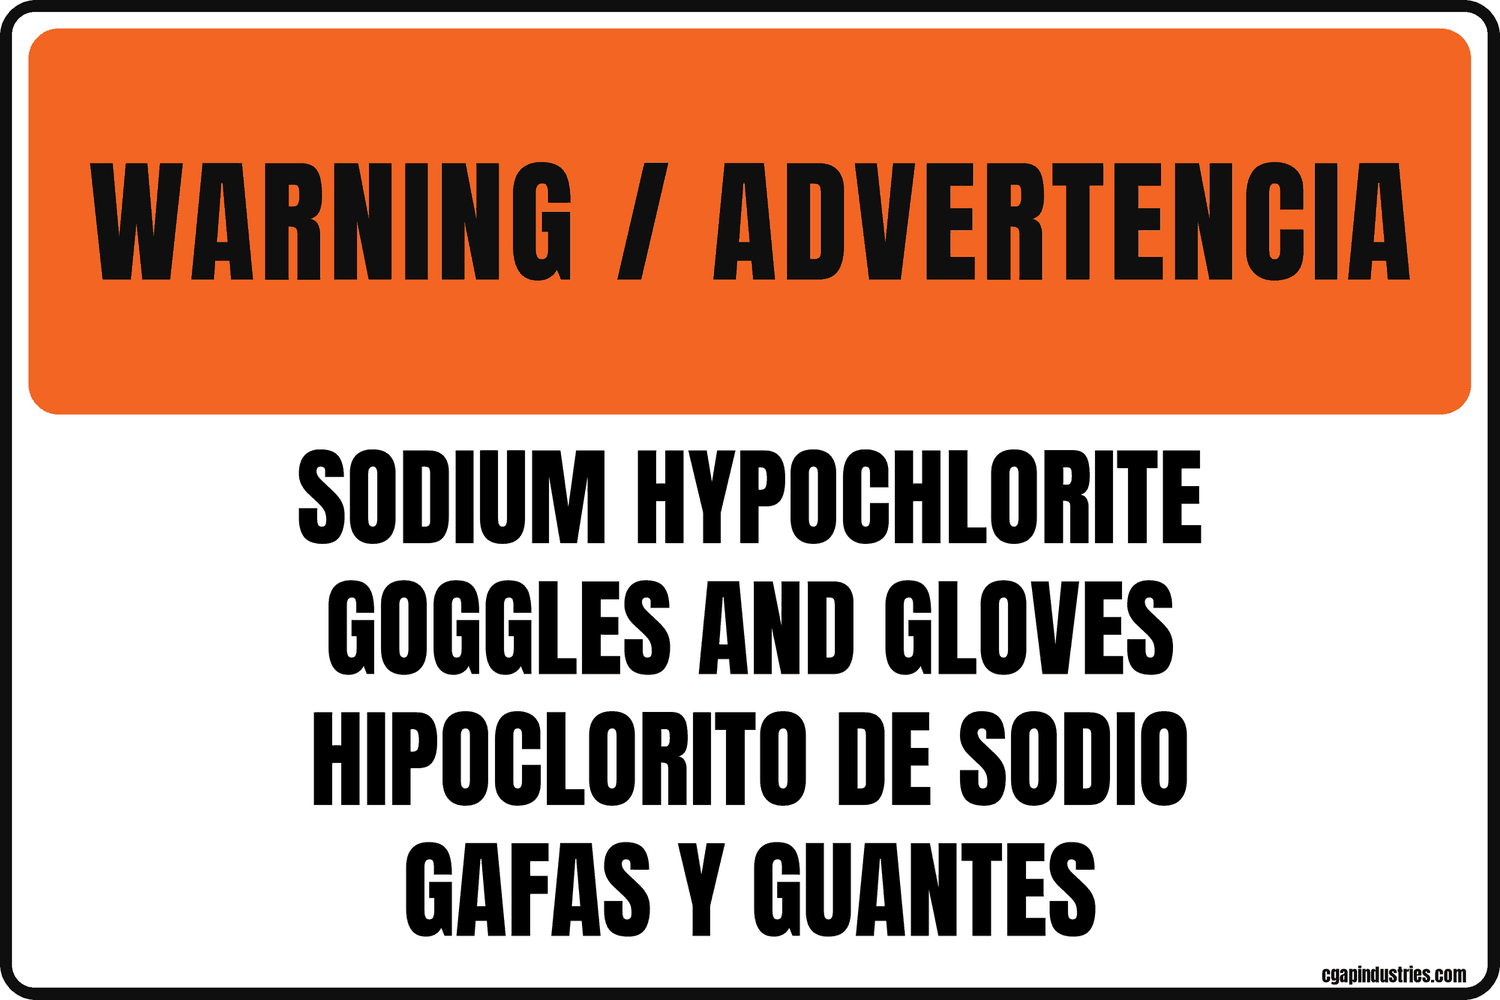 WARNING / ADVERTENCIA
SODIUM HYPOCHLORITE
GOGGLES AND GLOVES
HIPOCLORITO DE SODIO
GAFAS Y GUANTES
cgapindustries.com